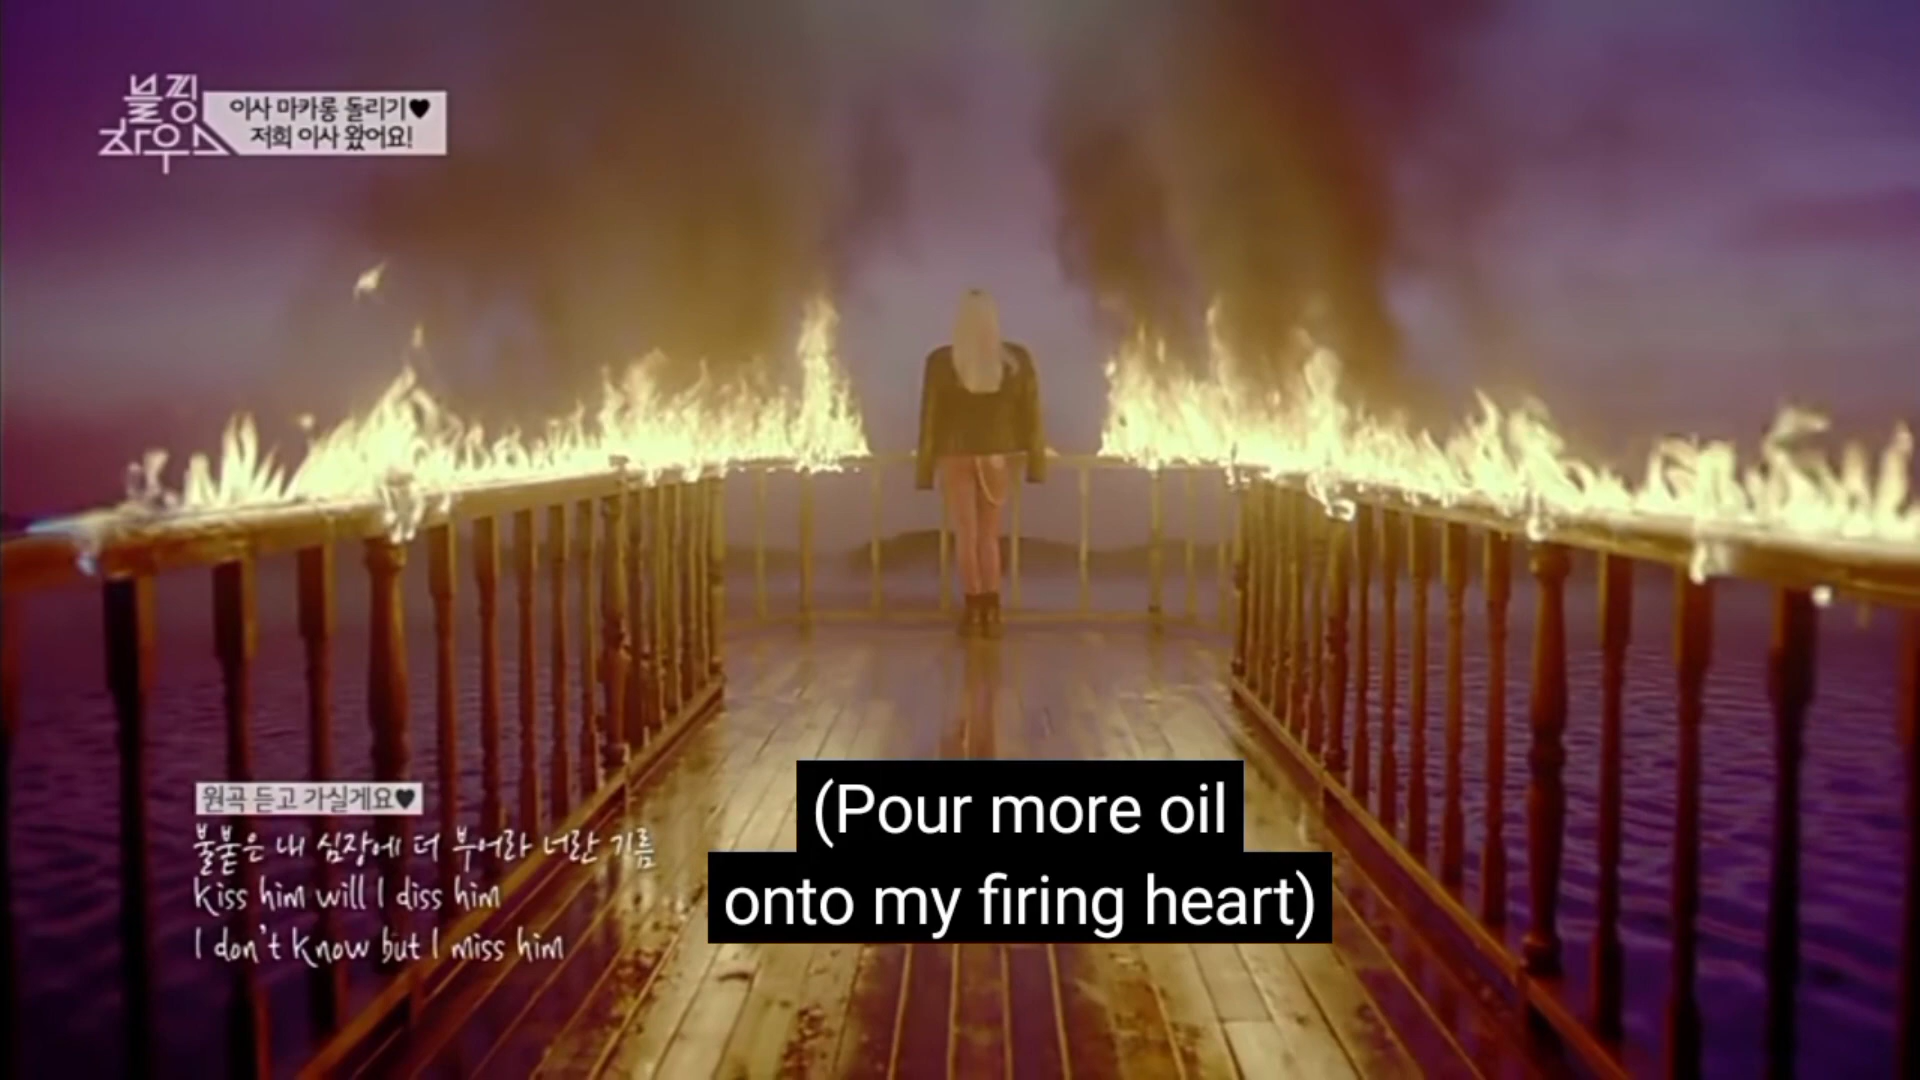 블핑
하우스
이사 마카롱 돌리기♥
저희 이사 왔어요!
원곡 듣고 가실게요♥
불붙은 내 심장에 더 부어라 너란 기름
kiss him will I diss him
I don't know but I miss him
(Pour more oil
onto my firing heart)